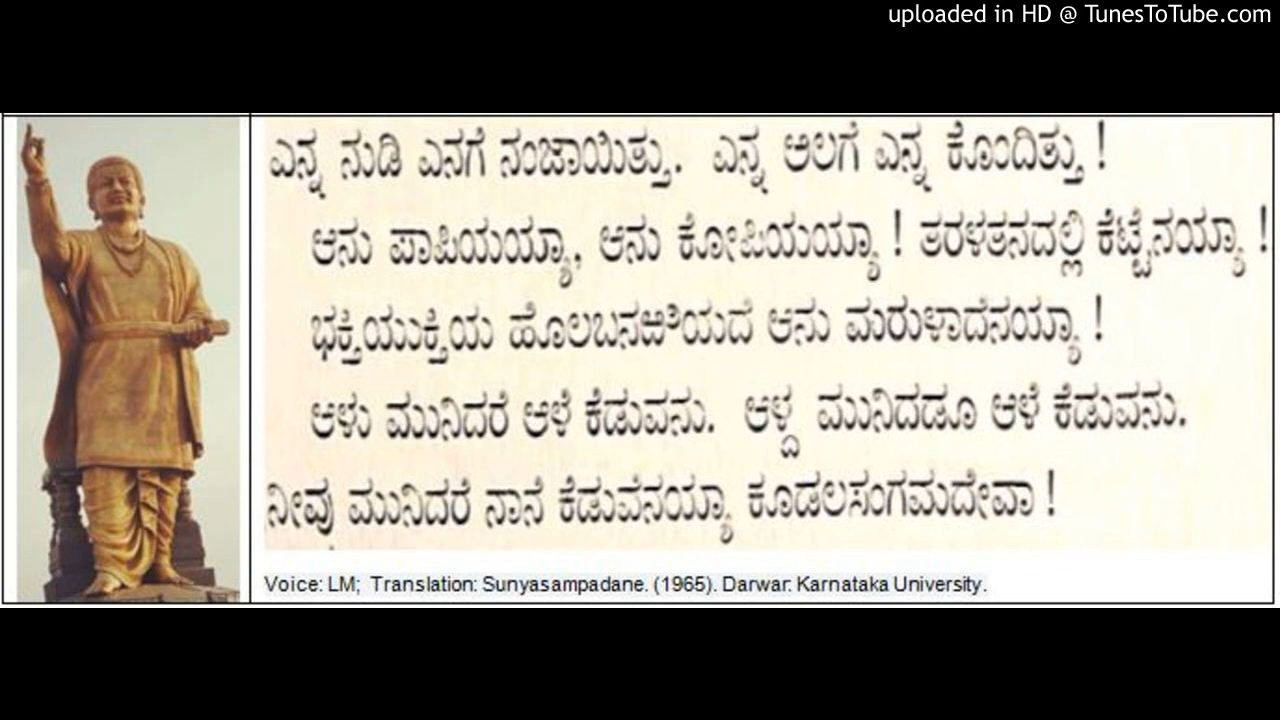 uploaded in HD @ TunesToTube.com
ಎನ್ನ ನುಡಿ ಎನಗೆ ನಂಜಾಯಿತ್ತು. ಎನ್ನ ಅಲಗೆ ಎನ್ನ ಕೊಂದಿತ್ತು !
ಆನು ಪಾಪಿಯಯ್ಯಾ, ಆನು ಕೋಪಿಯಯ್ಯಾ ! ತರಳತನದಲ್ಲಿ ಕೆಟ್ಟೆನಯ್ಯಾ !
ಭಕ್ತಿಯುಕ್ತಿಯ ಹೊಲಬನಱಿಯದೆ ಆನು ಮರುಳಾದೆನಯ್ಯಾ !
ಆಳು ಮುನಿದರೆ ಆಳೆ ಕೆಡುವನು. ಆಳ್ದ ಮುನಿದಡೂ ಆಳೆ ಕೆಡುವನು.
ನೀವು ಮುನಿದರೆ ನಾನೆ ಕೆಡುವೆನಯ್ಯಾ ಕೂಡಲಸಂಗಮದೇವಾ !
Voice: LM; Translation: Sunyasampadane. (1965). Darwar: Karnataka University.